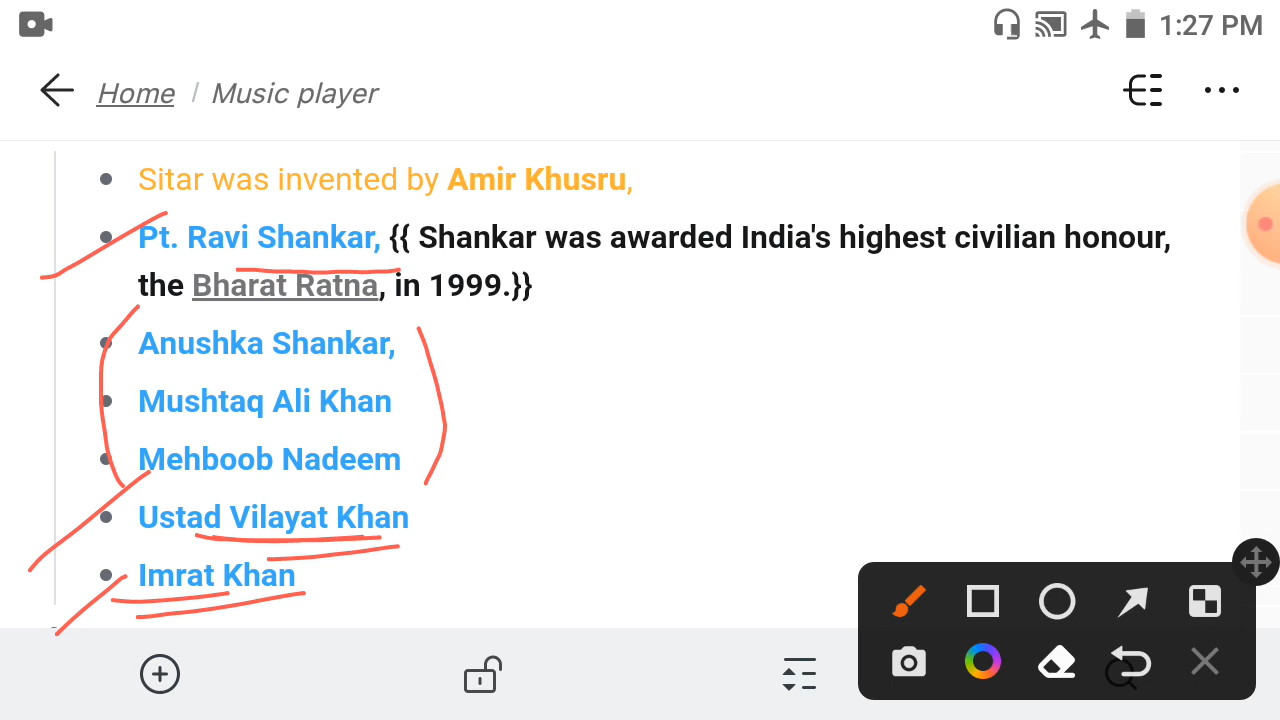 1:27 PM
Home / Music player
Sitar was invented by Amir Khusru,
Pt. Ravi Shankar, {{ Shankar was awarded India's highest civilian honour,
the Bharat Ratna, in 1999.}}
Anushka Shankar,
Mushtaq Ali Khan
Mehboob Nadeem
Ustad Vilayat Khan
Imrat Khan